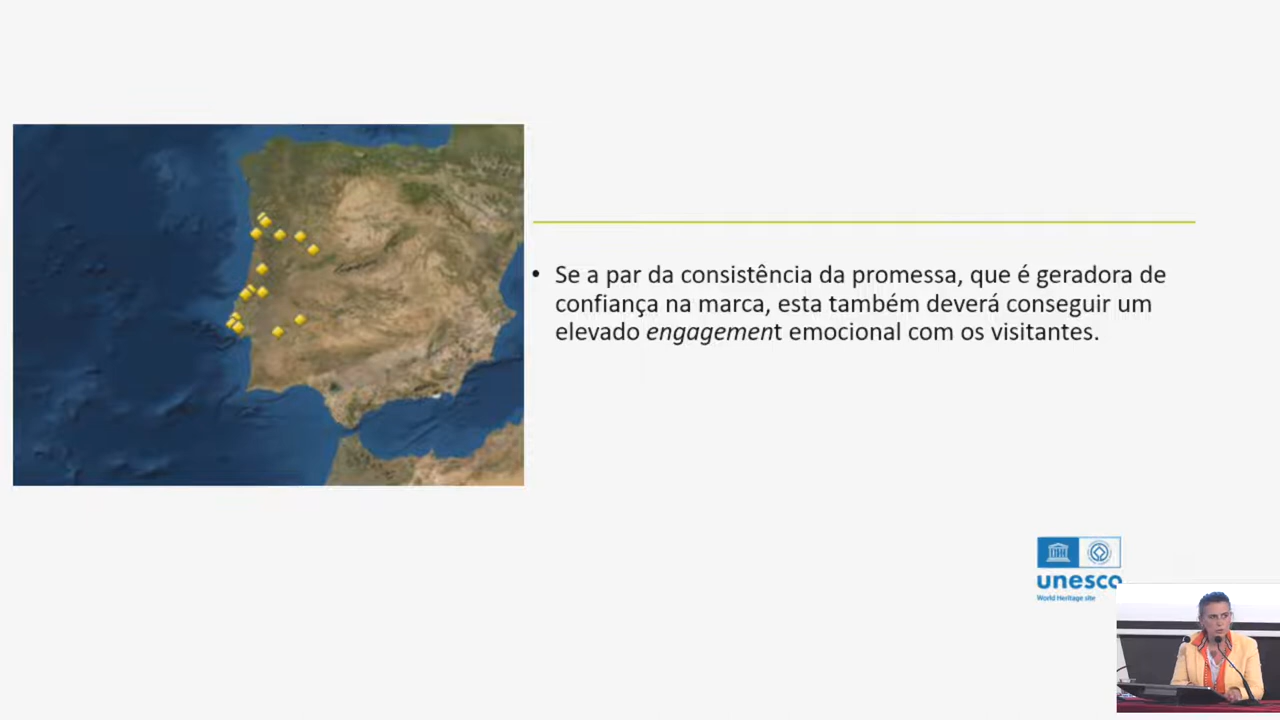 • Se a par da consistência da promessa, que é geradora de
confiança na marca, esta também deverá conseguir um
elevado engagement emocional com os visitantes.
unesco
World Heritage site